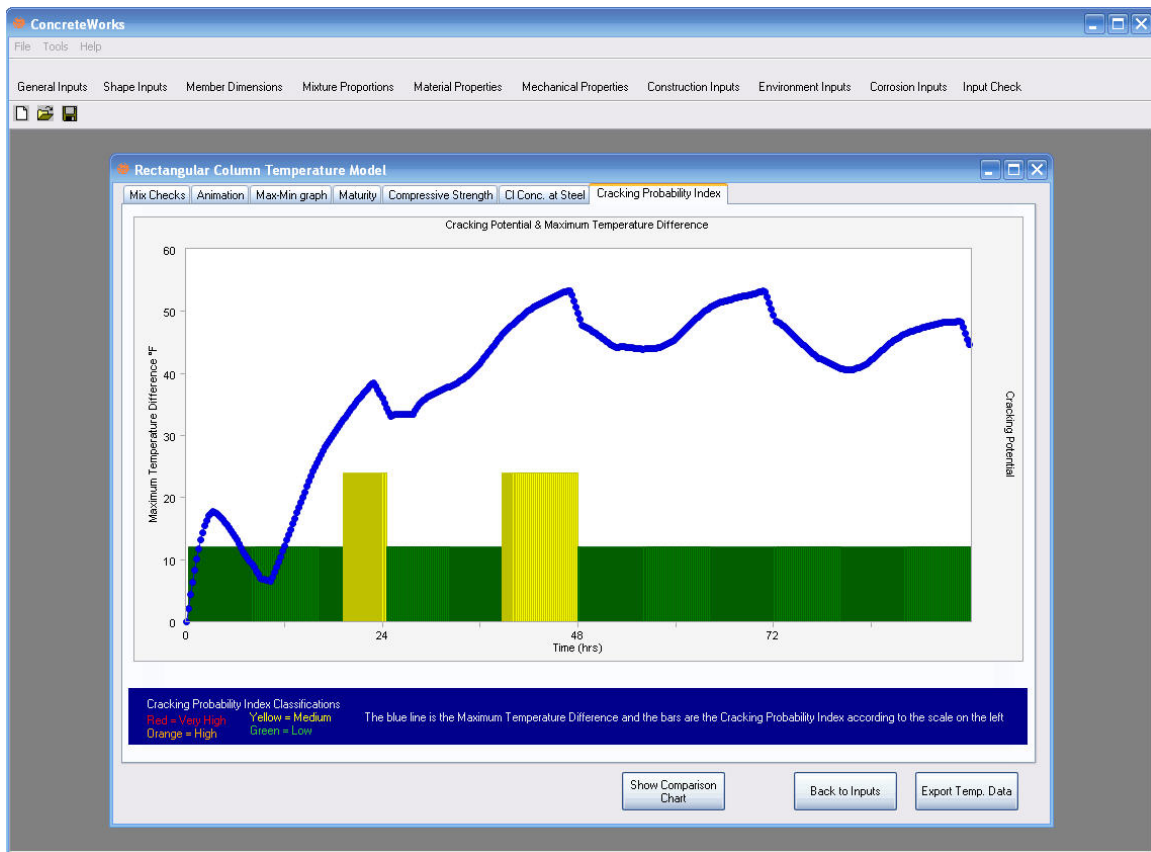 ConcreteWorks
File Tools Help
General Inputs Shape Inputs Member Dimensions Mixture Proportions Material Properties Mechanical Properties Construction Inputs Environment Inputs Corrosion Inputs Input Check
Rectangular Column Temperature Model
Mix Checks Animation Max-Min graph Maturity Compressive Strength Cl Conc. at Steel Cracking Probability Index
Cracking Potential & Maximum Temperature Difference
60
50
40
30
20
10
0
Maximum Temperature Difference °F
Cracking Potential
0 24 48 72
Time (hrs)
Cracking Probability Index Classifications
Red = Very High Yellow = Medium
Orange = High Green = Low
The blue line is the Maximum Temperature Difference and the bars are the Cracking Probability Index according to the scale on the left
Show Comparison
Chart
Back to Inputs
Export Temp. Data